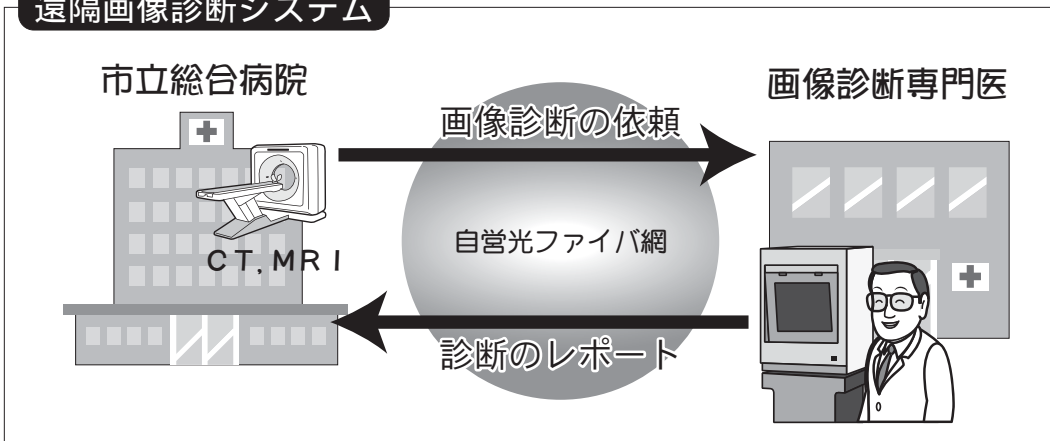 遠隔画像診断システム
市立総合病院
画像診断専門医
画像診断の依頼
自営光ファイバ網
CT,MRI
診断のレポート